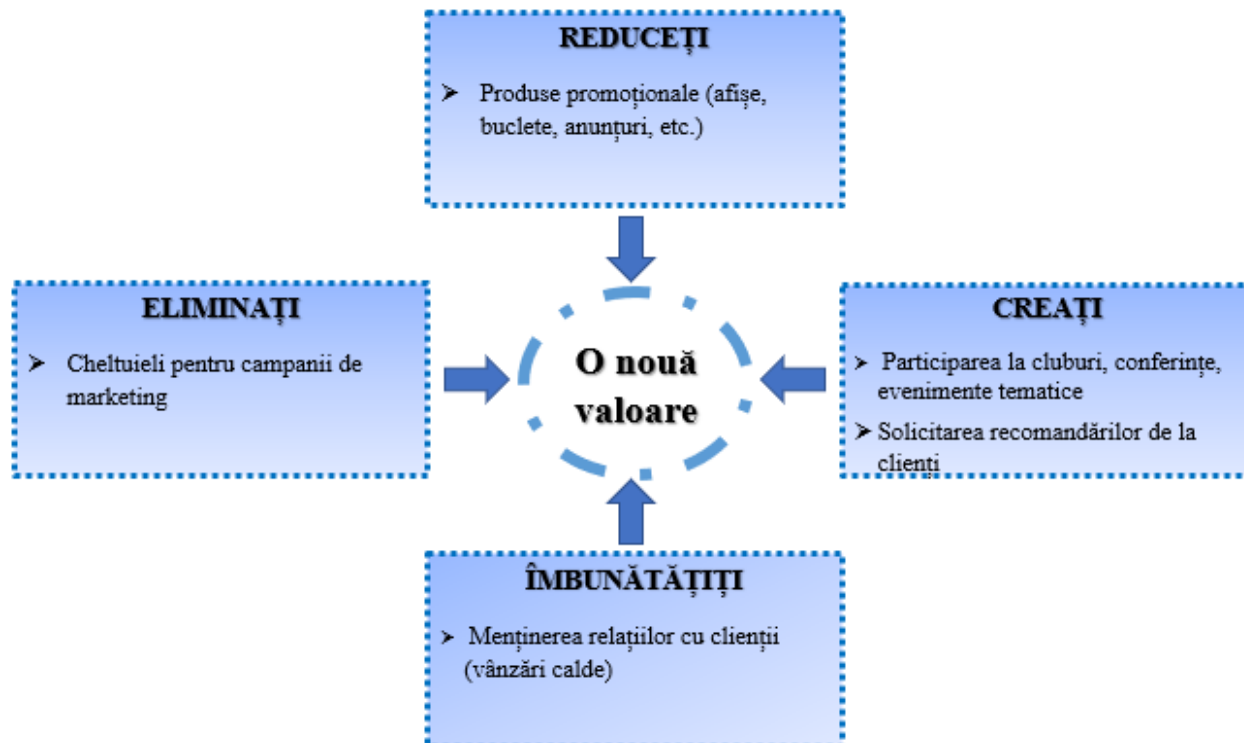 REDUCEȚI
➢ Produse promoționale (afișe,
buclete, anunțuri, etc.)
ELIMINAȚI
➢ Cheltuieli pentru campanii de
marketing
O nouă
valoare
CREAȚI
➢ Participarea la cluburi, conferințe,
evenimente tematice
➢ Solicitarea recomandărilor de la
clienți
ÎMBUNĂTĂȚIȚI
➢ Menținerea relațiilor cu clienții
(vânzări calde)